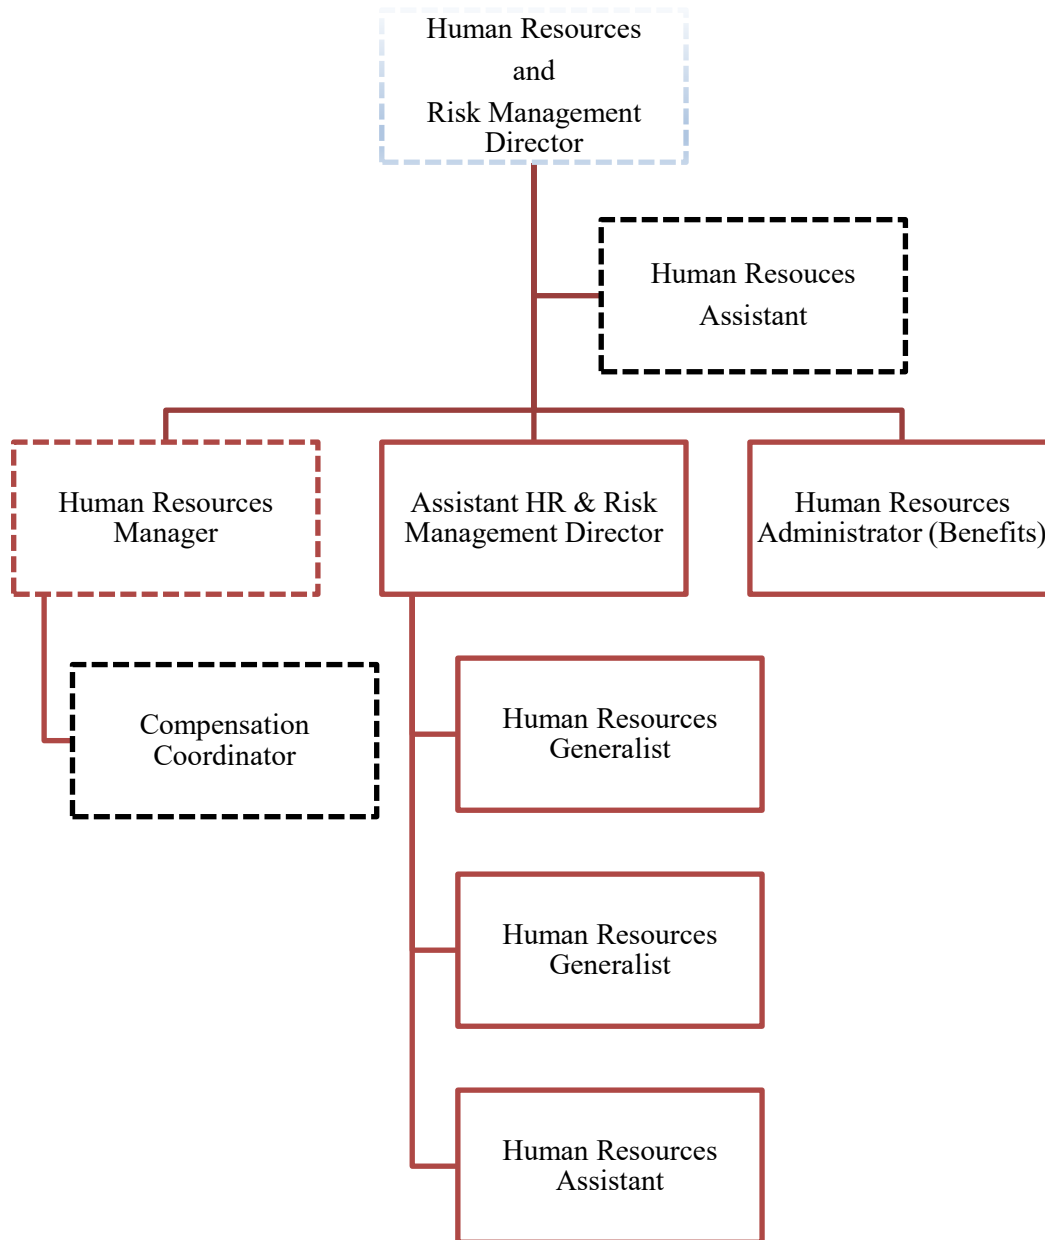 Human Resources
and
Risk Management
Director
Human Resouces
Assistant
Human Resources
Manager
Assistant HR & Risk
Management Director
Human Resources
Administrator (Benefits)
Compensation
Coordinator
Human Resources
Generalist
Human Resources
Generalist
Human Resources
Assistant